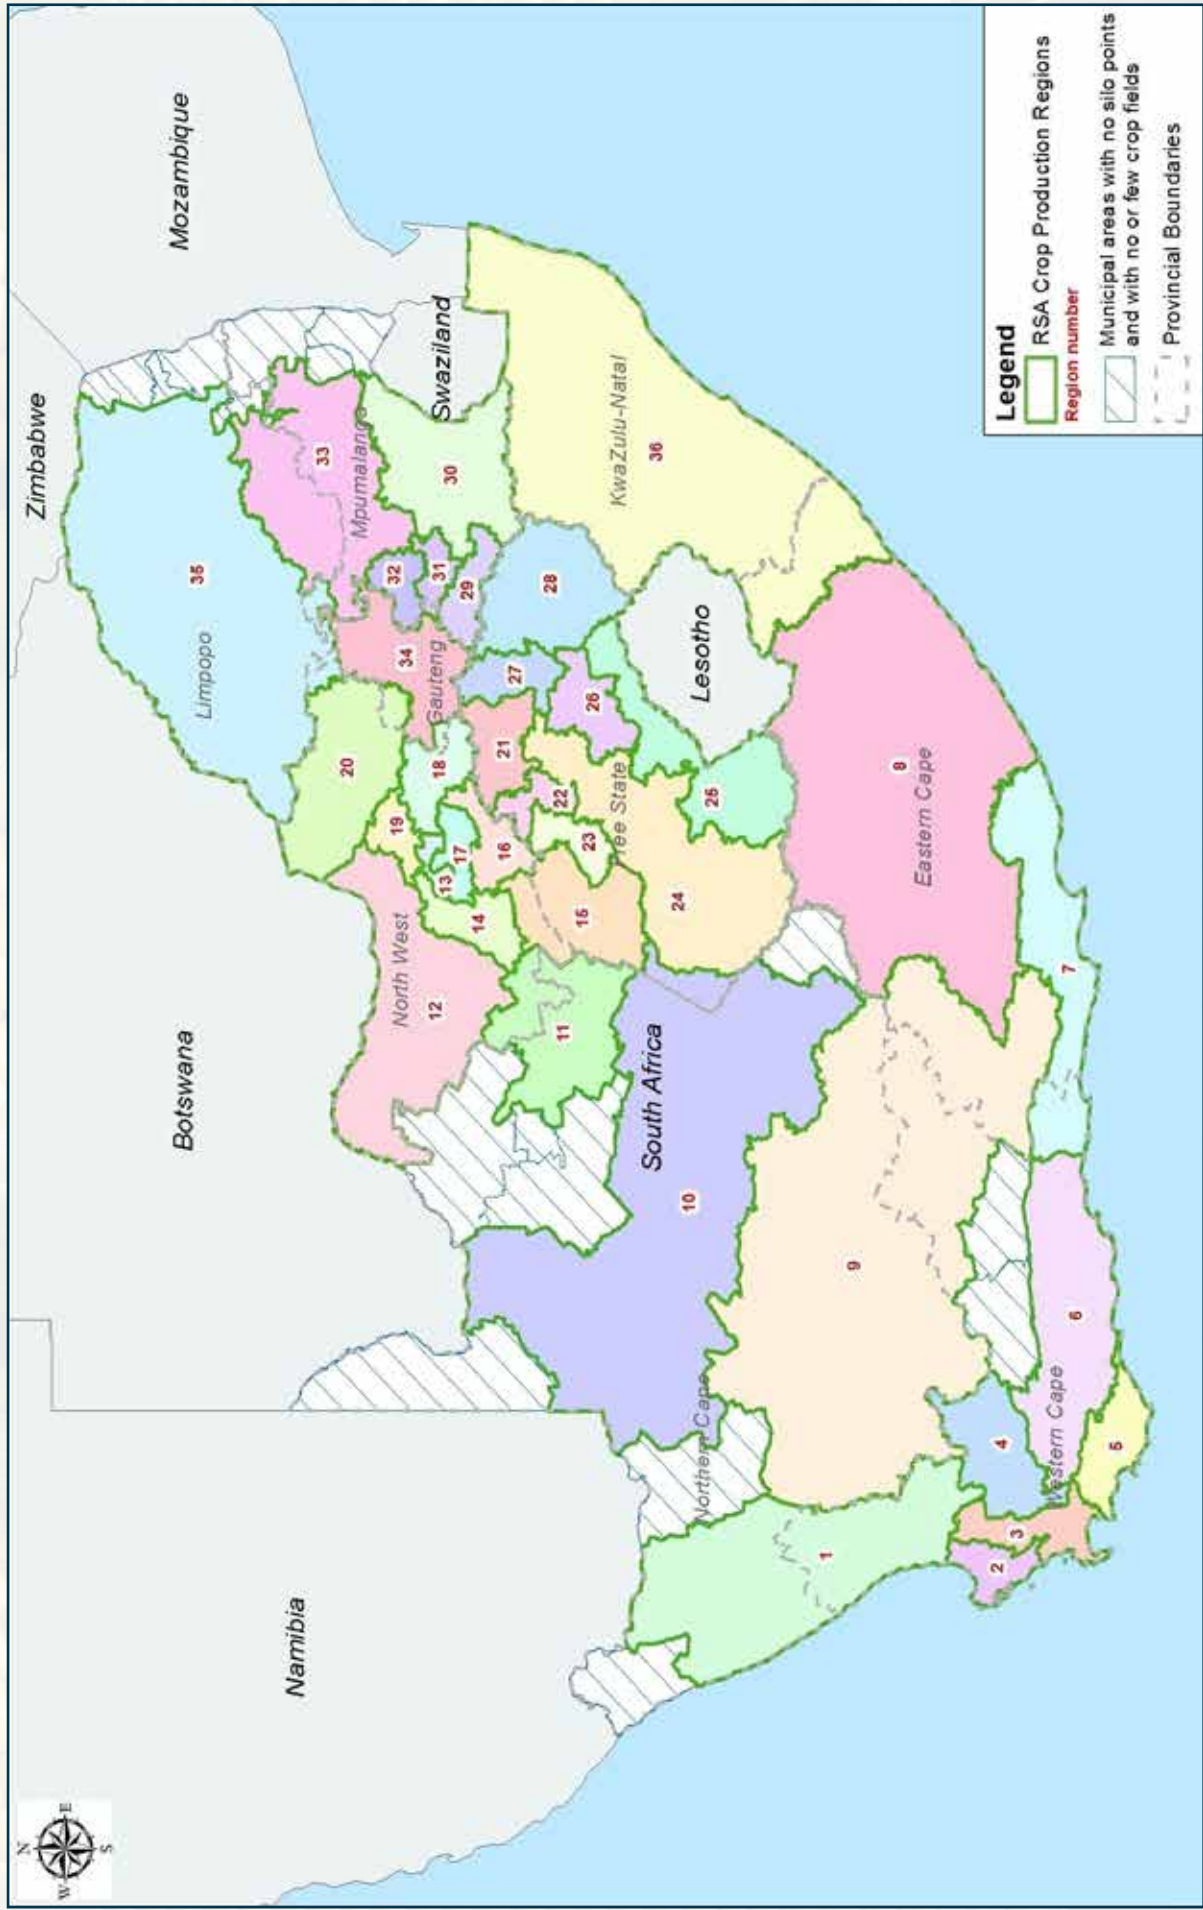 N
W
E
S
Namibia
Botswana
Zimbabwe
Mozambique
Swaziland
Lesotho
South Africa
Limpopo
Mpumalanga
Gauteng
North West
Free State
KwaZulu-Natal
Northern Cape
Eastern Cape
Western Cape
1
2
3
4
5
6
7
8
9
10
11
12
13
14
15
16
17
18
19
20
21
22
23
24
25
26
27
28
29
30
31
32
33
34
35
36
Legend
RSA Crop Production Regions
Region number
Municipal areas with no silo points
and with no or few crop fields
Provincial Boundaries